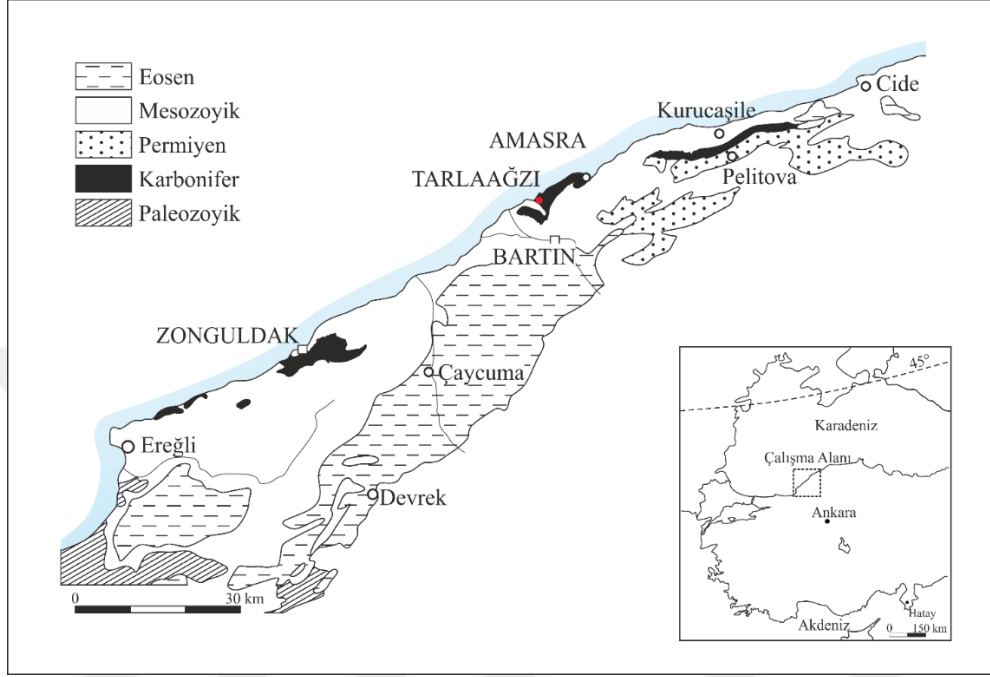 Eosen
Mesozoyik
Permiyen
Karbonifer
Paleozoyik
Cide
Kurucaşile
AMASRA
TARLAAĞZI
Pelitova
BARTIN
ZONGULDAK
Çaycuma
Ereğli
Devrek
0 30 km
45°
Karadeniz
Çalışma Alanı
Ankara
Hatay
Akdeniz
0 150 km